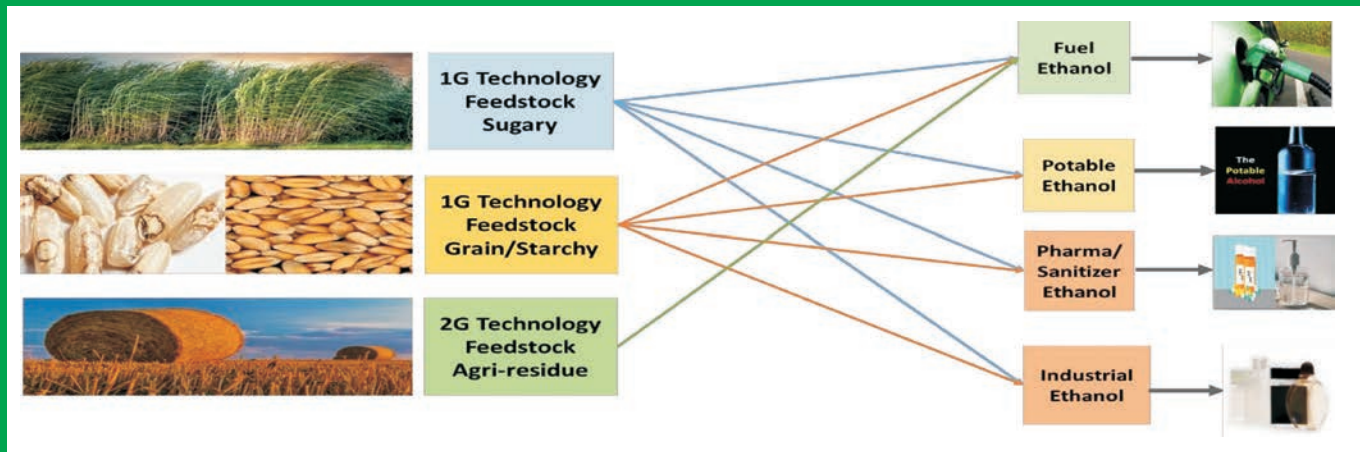 1G Technology
Feedstock
Sugary
1G Technology
Feedstock
Grain/Starchy
2G Technology
Feedstock
Agri-residue
Fuel
Ethanol
Potable
Ethanol
Pharma/
Sanitizer
Ethanol
Industrial
Ethanol
The
Potable
Alcohol